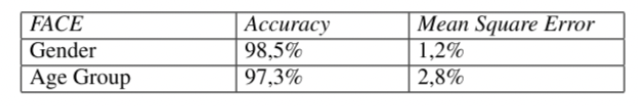 FACE Accuracy Mean Square Error
Gender 98,5% 1,2%
Age Group 97,3% 2,8%